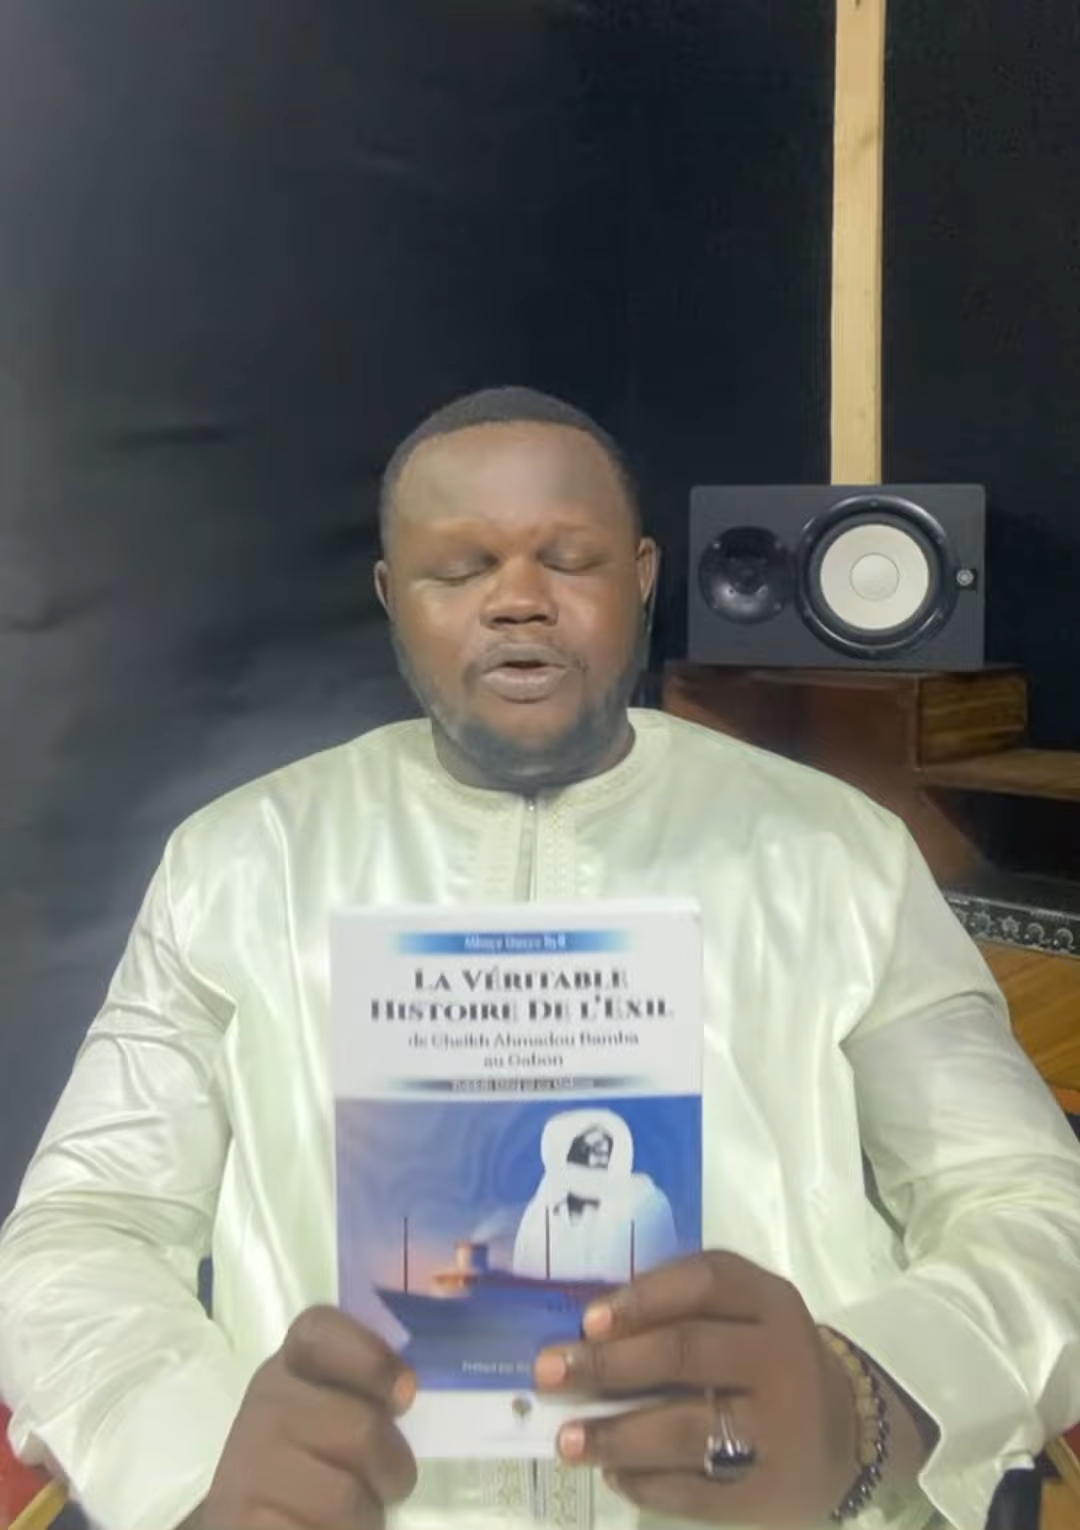 LA VÉRITABLE
HISTOIRE DE L'EXIL
de Cheikh Ahmadou Bamba
au Gabon